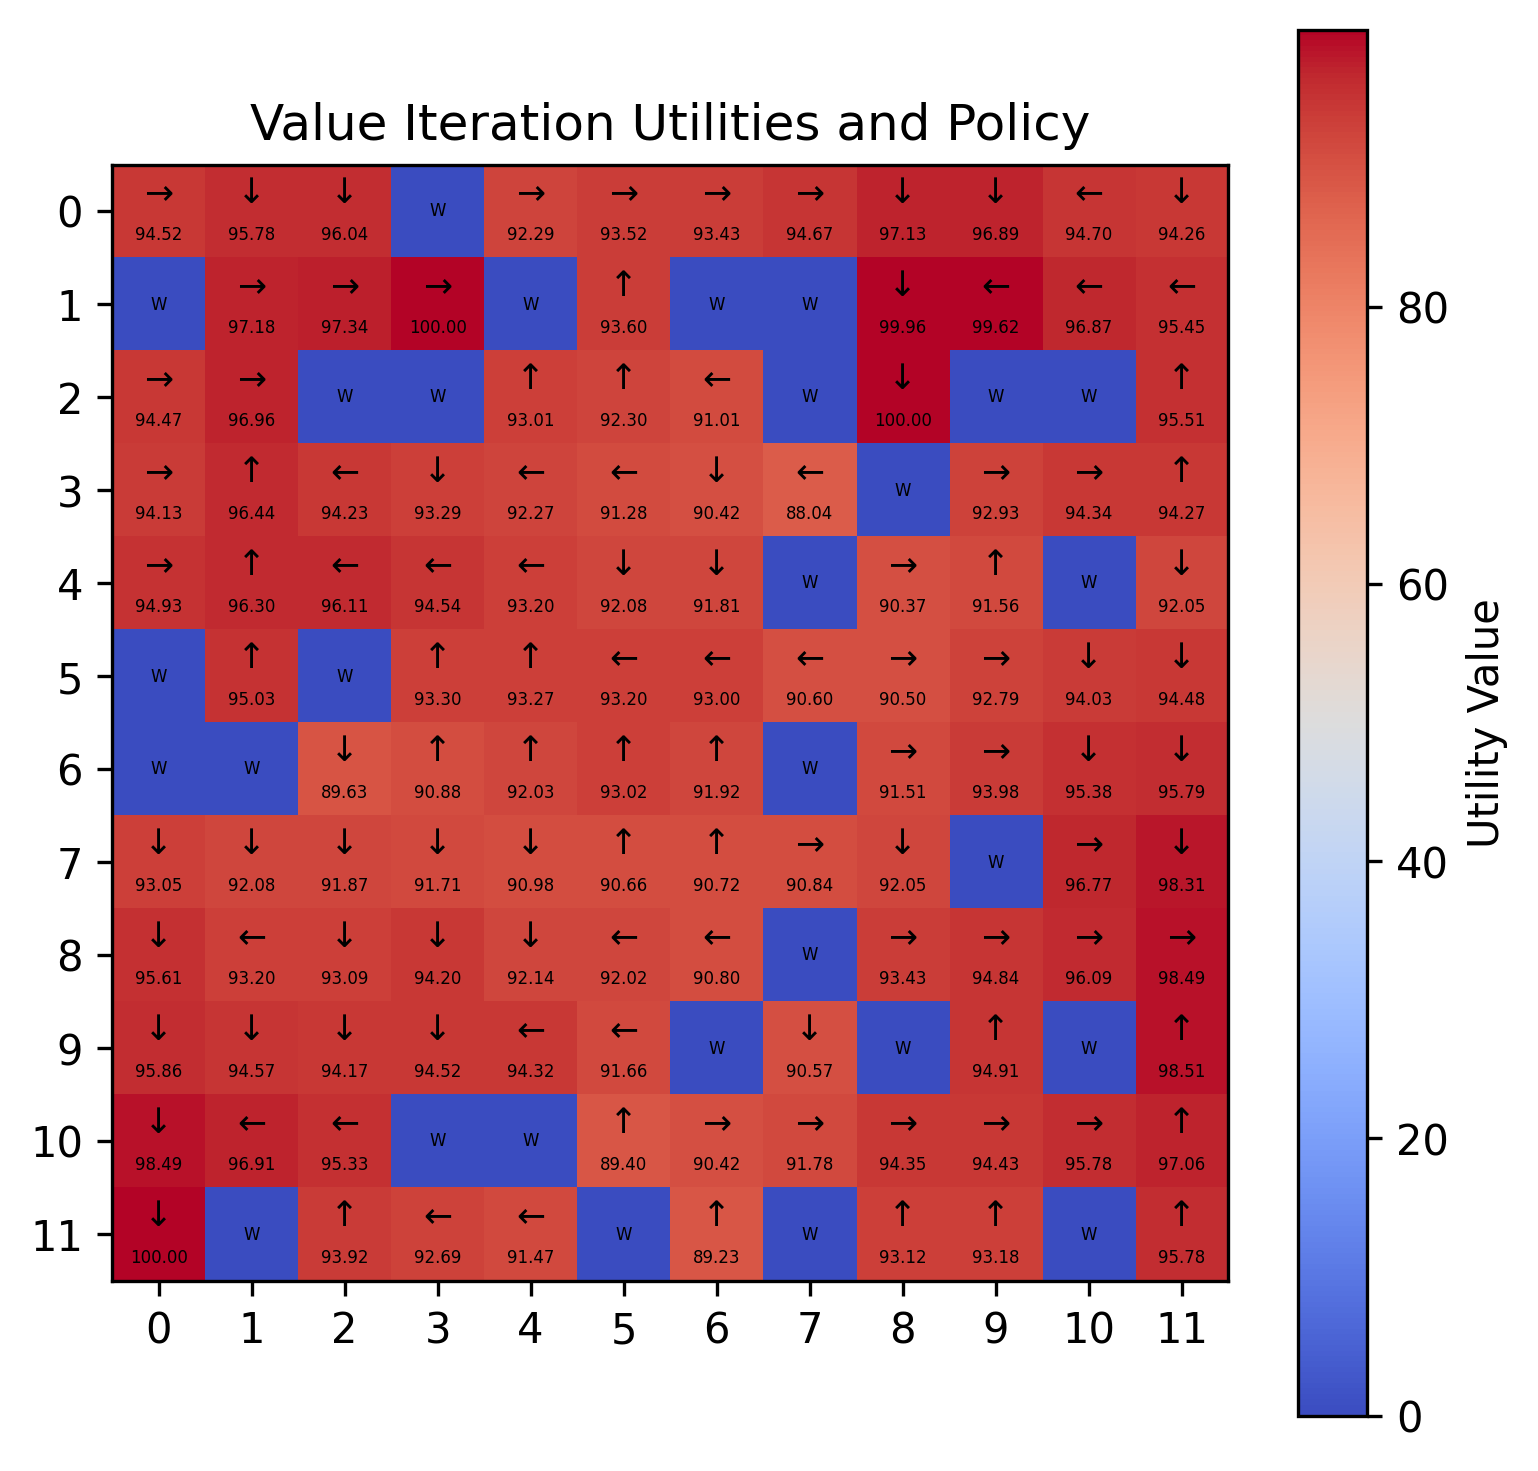 Value Iteration Utilities and Policy
0 → ↓ ↓ W → → → → ↓ ↓ ← ↓
94.52 95.78 96.04 92.29 93.52 93.43 94.67 97.13 96.89 94.70 94.26
1 W → → → W ↑ W W ↓ ← ← ←
97.18 97.34 100.00 93.60 99.96 99.62 96.87 95.45
2 → → W W ↑ ↑ ← W ↓ W W ↑
94.47 96.96 93.01 92.30 91.01 100.00 95.51
3 → ↑ ← ↓ ← ← ↓ ← W → → ↑
94.13 96.44 94.23 93.29 92.27 91.28 90.42 88.04 92.93 94.34 94.27
4 → ↑ ← ← ← ↓ ↓ W → ↑ W ↓
94.93 96.30 96.11 94.54 93.20 92.08 91.81 90.37 91.56 92.05
5 W ↑ W ↑ ↑ ← ← ← → → ↓ ↓
95.03 93.30 93.27 93.20 93.00 90.60 90.50 92.79 94.03 94.48
6 W W ↓ ↑ ↑ ↑ ↑ W → → ↓ ↓
89.63 90.88 92.03 93.02 91.92 91.51 93.98 95.38 95.79
7 ↓ ↓ ↓ ↓ ↓ ↑ ↑ → ↓ W → ↓
93.05 92.08 91.87 91.71 90.98 90.66 90.72 90.84 92.05 96.77 98.31
8 ↓ ← ↓ ↓ ↓ ← ← W → → → →
95.61 93.20 93.09 94.20 92.14 92.02 90.80 93.43 94.84 96.09 98.49
9 ↓ ↓ ↓ ↓ ← ← W ↓ W ↑ W ↑
95.86 94.57 94.17 94.52 94.32 91.66 90.57 94.91 98.51
10 ↓ ← ← W W ↑ → → → → → ↑
98.49 96.91 95.33 89.40 90.42 91.78 94.35 94.43 95.78 97.06
11 ↓ W ↑ ← ← W ↑ W ↑ ↑ W ↑
100.00 93.92 92.69 91.47 89.23 93.12 93.18 95.78
0 1 2 3 4 5 6 7 8 9 10 11
80
60
40
20
0
Utility Value